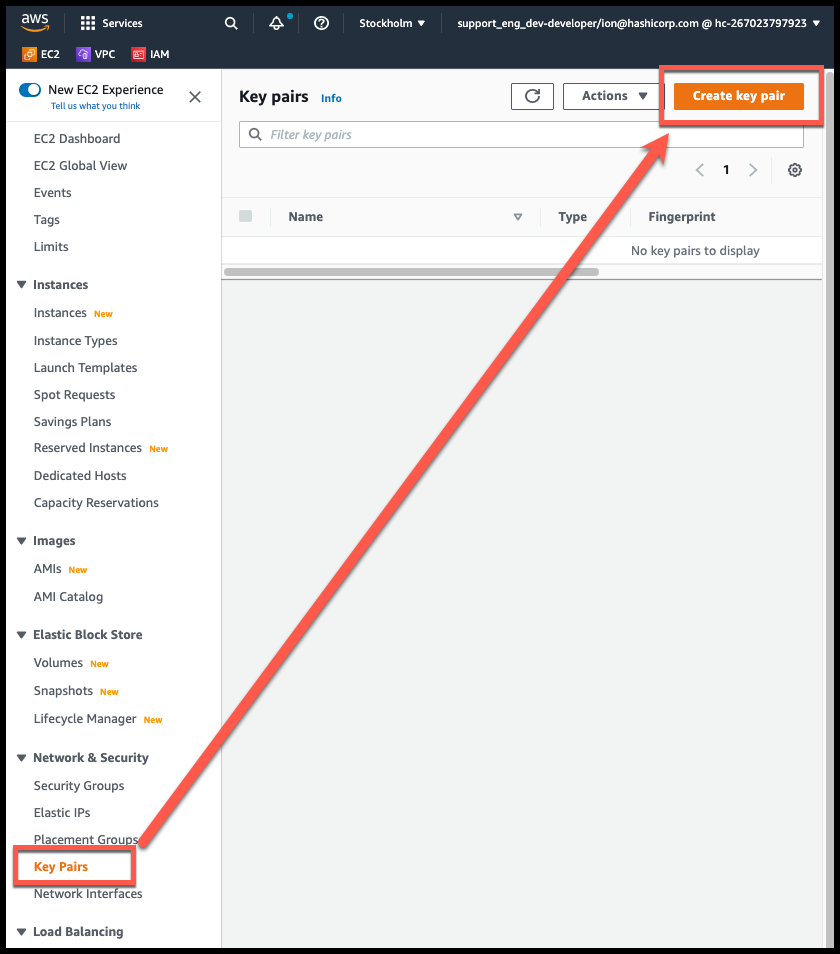 aws Services Stockholm support_eng_dev-developer/ion@hashicorp.com @ hc-267023797923
EC2 VPC IAM
New EC2 Experience
Tell us what you think
EC2 Dashboard
EC2 Global View
Events
Tags
Limits
Instances
Instances New
Instance Types
Launch Templates
Spot Requests
Savings Plans
Reserved Instances New
Dedicated Hosts
Capacity Reservations
Images
AMIs New
AMI Catalog
Elastic Block Store
Volumes New
Snapshots New
Lifecycle Manager New
Network & Security
Security Groups
Elastic IPs
Placement Groups
Key Pairs
Network Interfaces
Load Balancing
Key pairs Info
Actions
Create key pair
Filter key pairs
1
Name Type Fingerprint
No key pairs to display